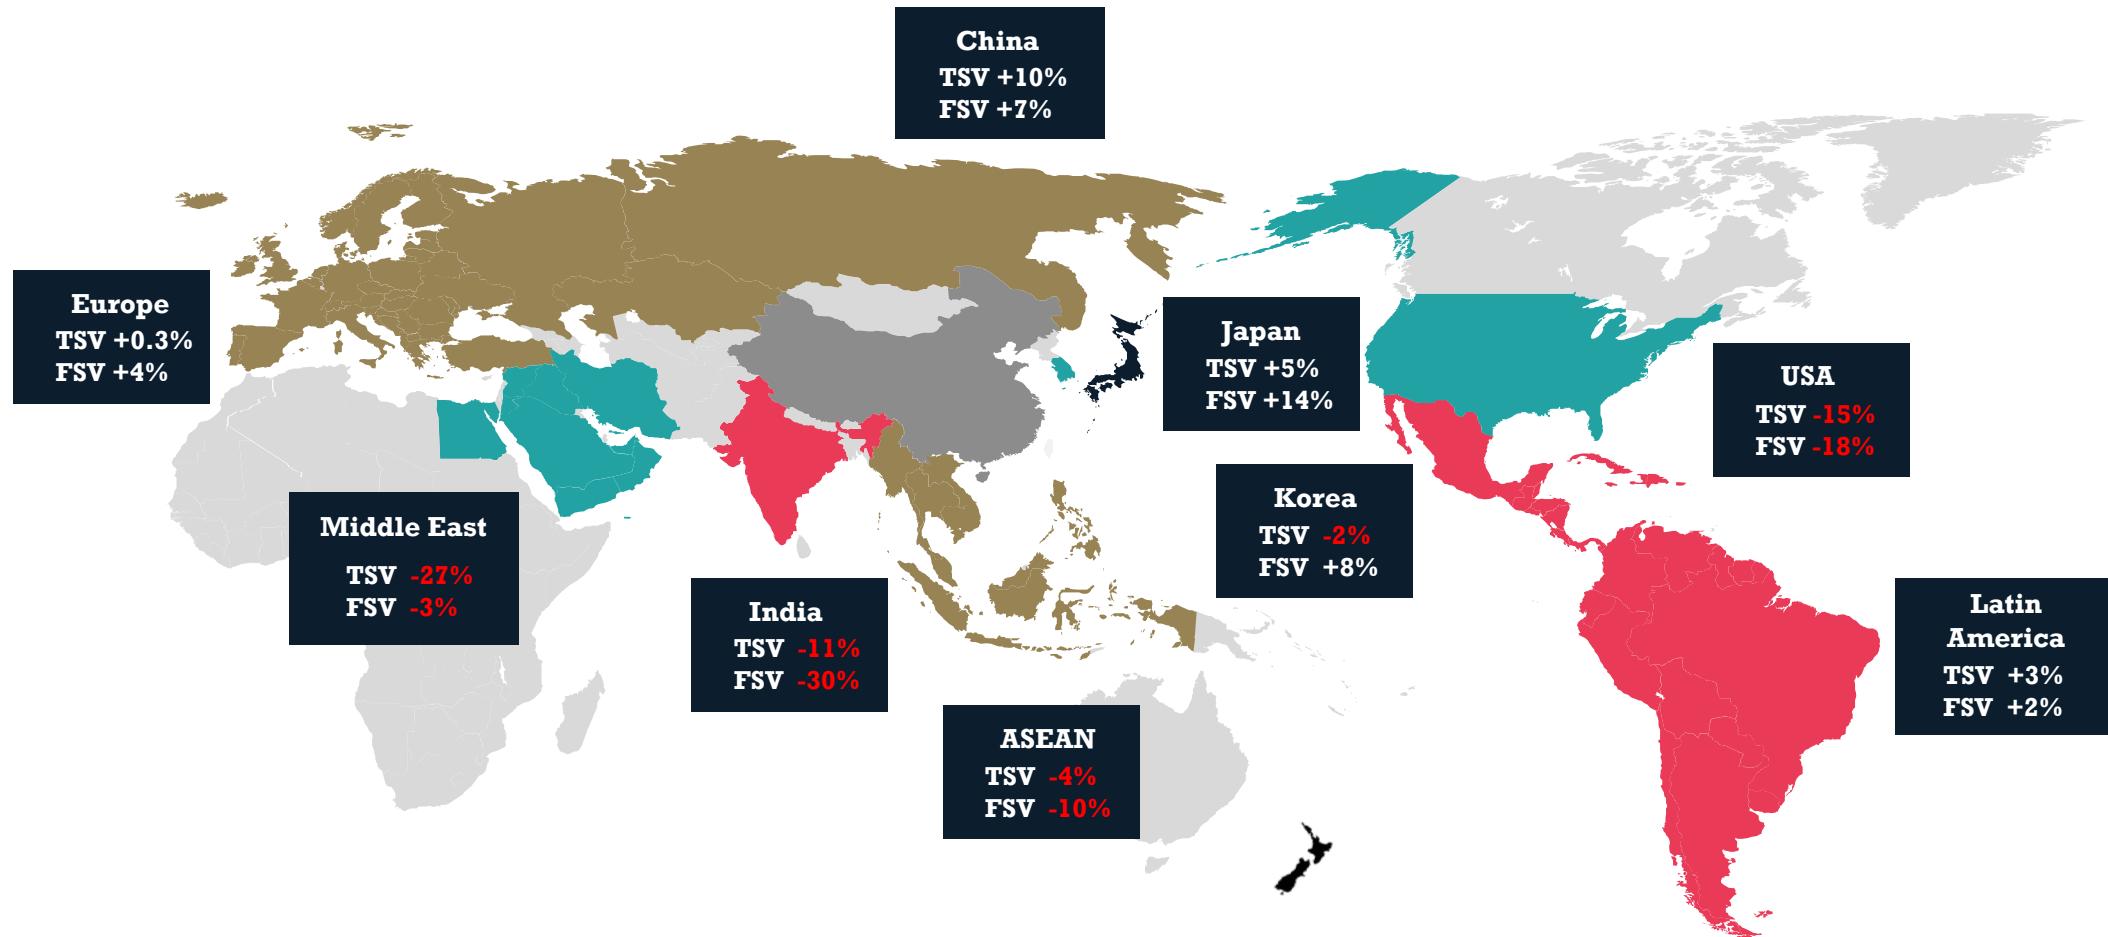 China
TSV +10%
FSV +7%
Europe
TSV +0.3%
FSV +4%
Japan
TSV +5%
FSV +14%
USA
TSV -15%
FSV -18%
Korea
TSV -2%
FSV +8%
Middle East
TSV -27%
FSV -3%
India
TSV -11%
FSV -30%
Latin
America
TSV +3%
FSV +2%
ASEAN
TSV -4%
FSV -10%